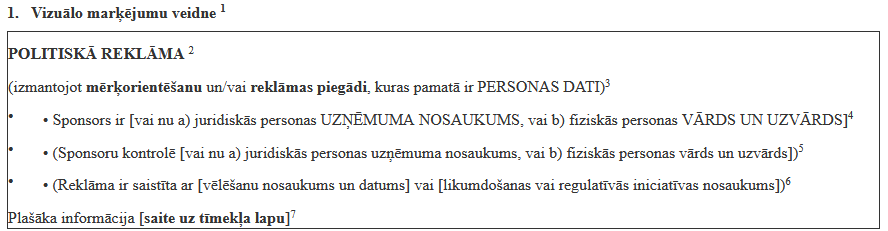 1. Vizuālo marķējumu veidne 1
POLITISKĀ REKLĀMA 2
(izmantojot mērķorientēšanu un/vai reklāmas piegādi, kuras pamatā ir PERSONAS DATI)3
• • Sponsors ir [vai nu a) juridiskās personas UZŅĒMUMA NOSAUKUMS, vai b) fiziskās personas VĀRDS UN UZVĀRDS]4
• • (Sponsoru kontrolē [vai nu a) juridiskās personas uzņēmuma nosaukums, vai b) fiziskās personas vārds un uzvārds])5
• • (Reklāma ir saistīta ar [vēlēšanu nosaukums un datums] vai [likumdošanas vai regulatīvās iniciatīvas nosaukums])6
Plašāka informācija [saite uz tīmekļa lapu]7